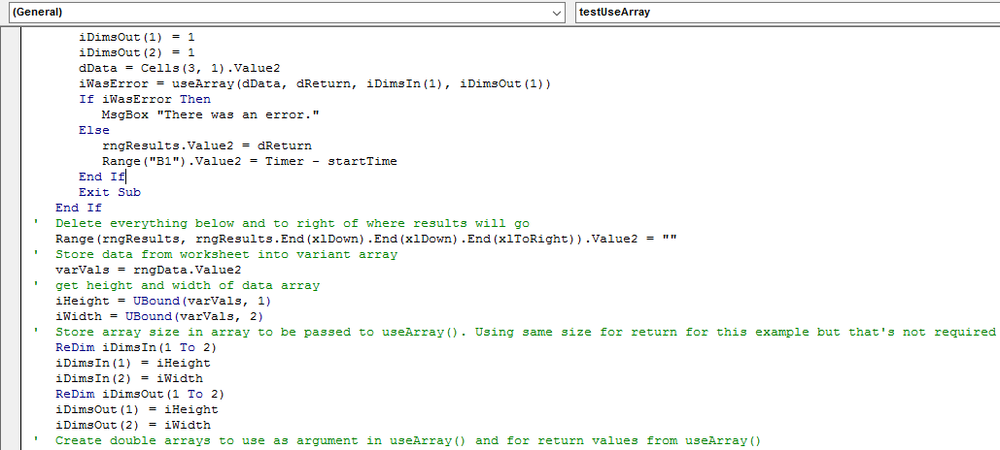 (General) testUseArray
iDimsOut(1) = 1
iDimsOut(2) = 1
dData = Cells(3, 1).Value2
iWasError = useArray(dData, dReturn, iDimsIn(1), iDimsOut(1))
If iWasError Then
MsgBox "There was an error."
Else
rngResults.Value2 = dReturn
Range("B1").Value2 = Timer - startTime
End If
Exit Sub
End If
' Delete everything below and to right of where results will go
Range(rngResults, rngResults.End(xlDown).End(xlDown).End(xlToRight)).Value2 = ""
' Store data from worksheet into variant array
varVals = rngData.Value2
' get height and width of data array
iHeight = UBound(varVals, 1)
iWidth = UBound(varVals, 2)
' Store array size in array to be passed to useArray(). Using same size for return for this example but that's not required
ReDim iDimsIn(1 To 2)
iDimsIn(1) = iHeight
iDimsIn(2) = iWidth
ReDim iDimsOut(1 To 2)
iDimsOut(1) = iHeight
iDimsOut(2) = iWidth
' Create double arrays to use as argument in useArray() and for return values from useArray()